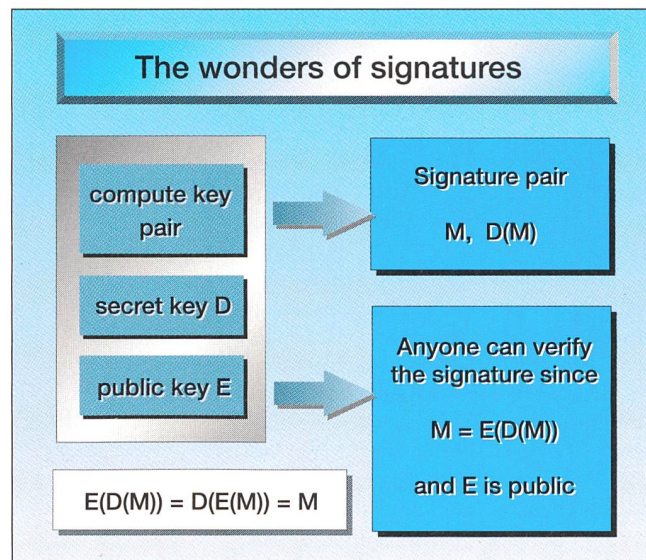 The wonders of signatures
compute key
pair
secret key D
public key E
Signature pair
M, D(M)
Anyone can verify
the signature since
M = E(D(M))
and E is public
E(D(M)) = D(E(M)) = M